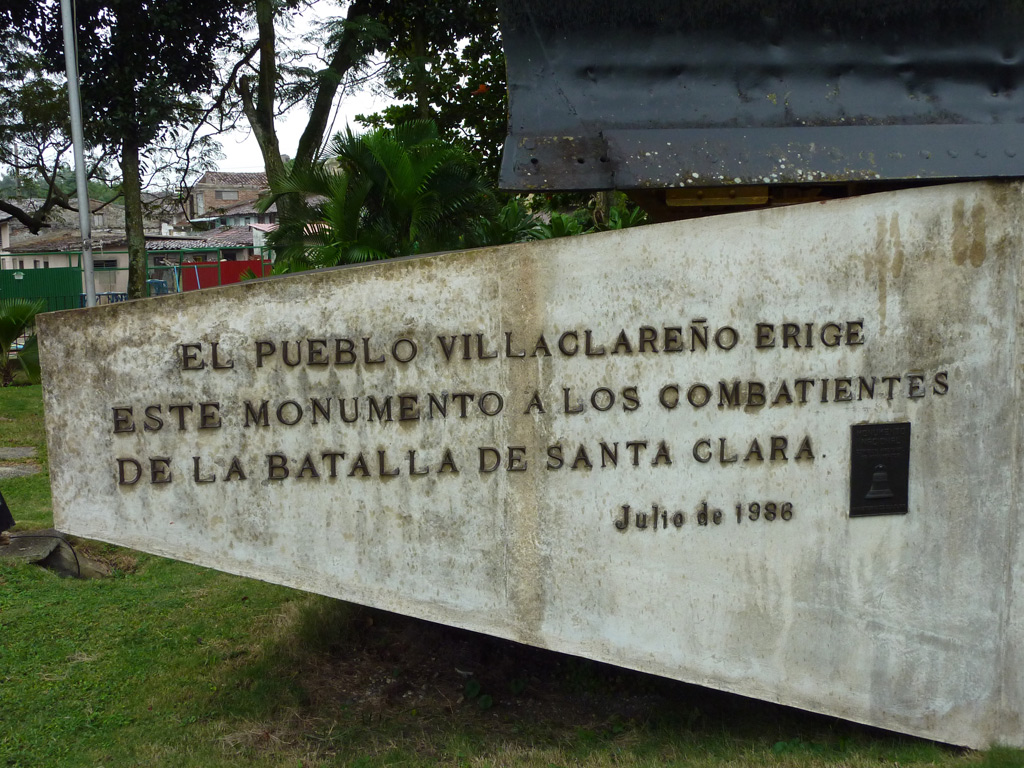 EL PUEBLO VILLACLAREÑO ERIGE
ESTE MONUMENTO A LOS COMBATIENTES
DE LA BATALLA DE SANTA CLARA.
Julio de 1986